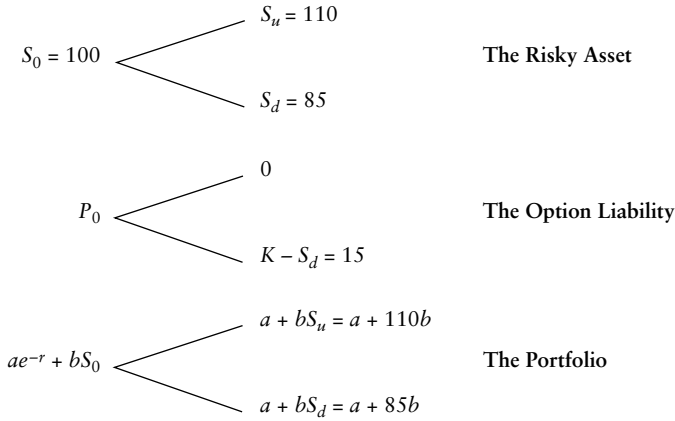 S_u = 110
S_0 = 100 The Risky Asset
S_d = 85
0
P_0 The Option Liability
K − S_d = 15
a + bS_u = a + 110b
ae^{−r} + bS_0 The Portfolio
a + bS_d = a + 85b